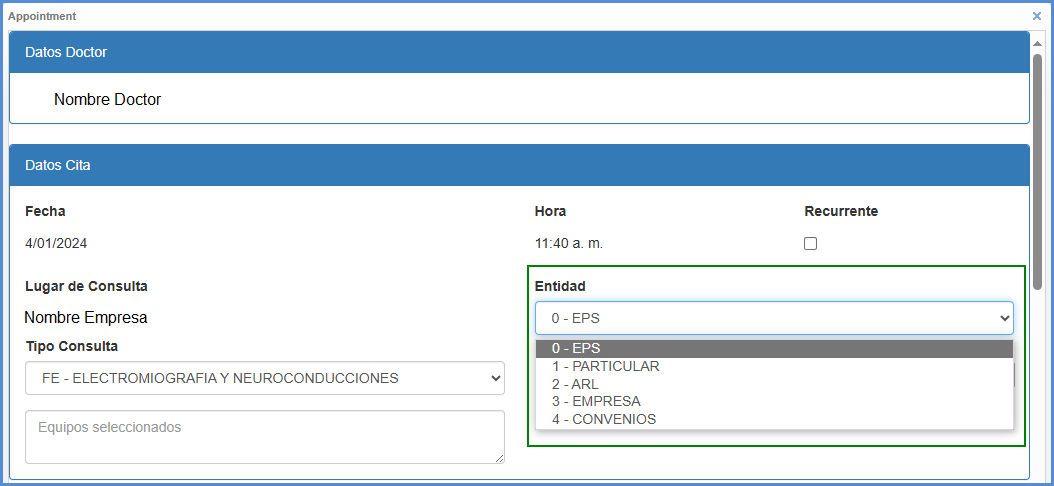 Appointment
Datos Doctor
Nombre Doctor
Datos Cita
Fecha
Hora
Recurrente
4/01/2024
11:40 a. m.
Lugar de Consulta
Entidad
Nombre Empresa
0 - EPS
Tipo Consulta
0 - EPS
1 - PARTICULAR
2 - ARL
3 - EMPRESA
4 - CONVENIOS
FE - ELECTROMIOGRAFIA Y NEUROCONDUCCIONES
Equipos seleccionados